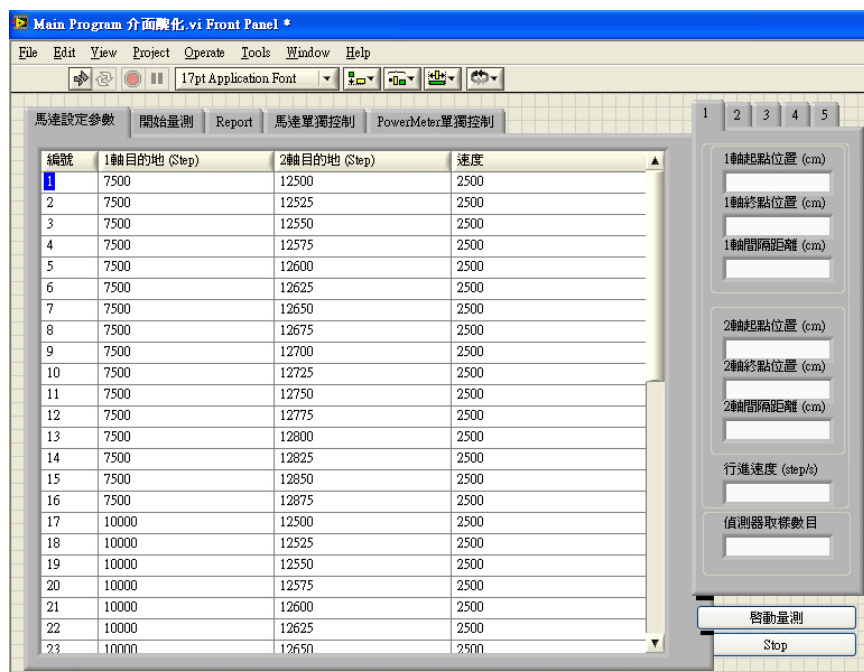 Main Program 介面醜化.vi Front Panel *
File Edit View Project Operate Tools Window Help
17pt Application Font
馬達設定參數 開始量測 Report 馬達單獨控制 PowerMeter單獨控制
編號 1軸目的地 (Step) 2軸目的地 (Step) 速度
1 7500 12500 2500
2 7500 12525 2500
3 7500 12550 2500
4 7500 12575 2500
5 7500 12600 2500
6 7500 12625 2500
7 7500 12650 2500
8 7500 12675 2500
9 7500 12700 2500
10 7500 12725 2500
11 7500 12750 2500
12 7500 12775 2500
13 7500 12800 2500
14 7500 12825 2500
15 7500 12850 2500
16 7500 12875 2500
17 10000 12500 2500
18 10000 12525 2500
19 10000 12550 2500
20 10000 12575 2500
21 10000 12600 2500
22 10000 12625 2500
23 10000 12650 2500
1 2 3 4 5
1軸起點位置 (cm)
1軸終點位置 (cm)
1軸間隔距離 (cm)
2軸起點位置 (cm)
2軸終點位置 (cm)
2軸間隔距離 (cm)
行進速度 (step/s)
偵測器取樣數目
啓動量測
Stop